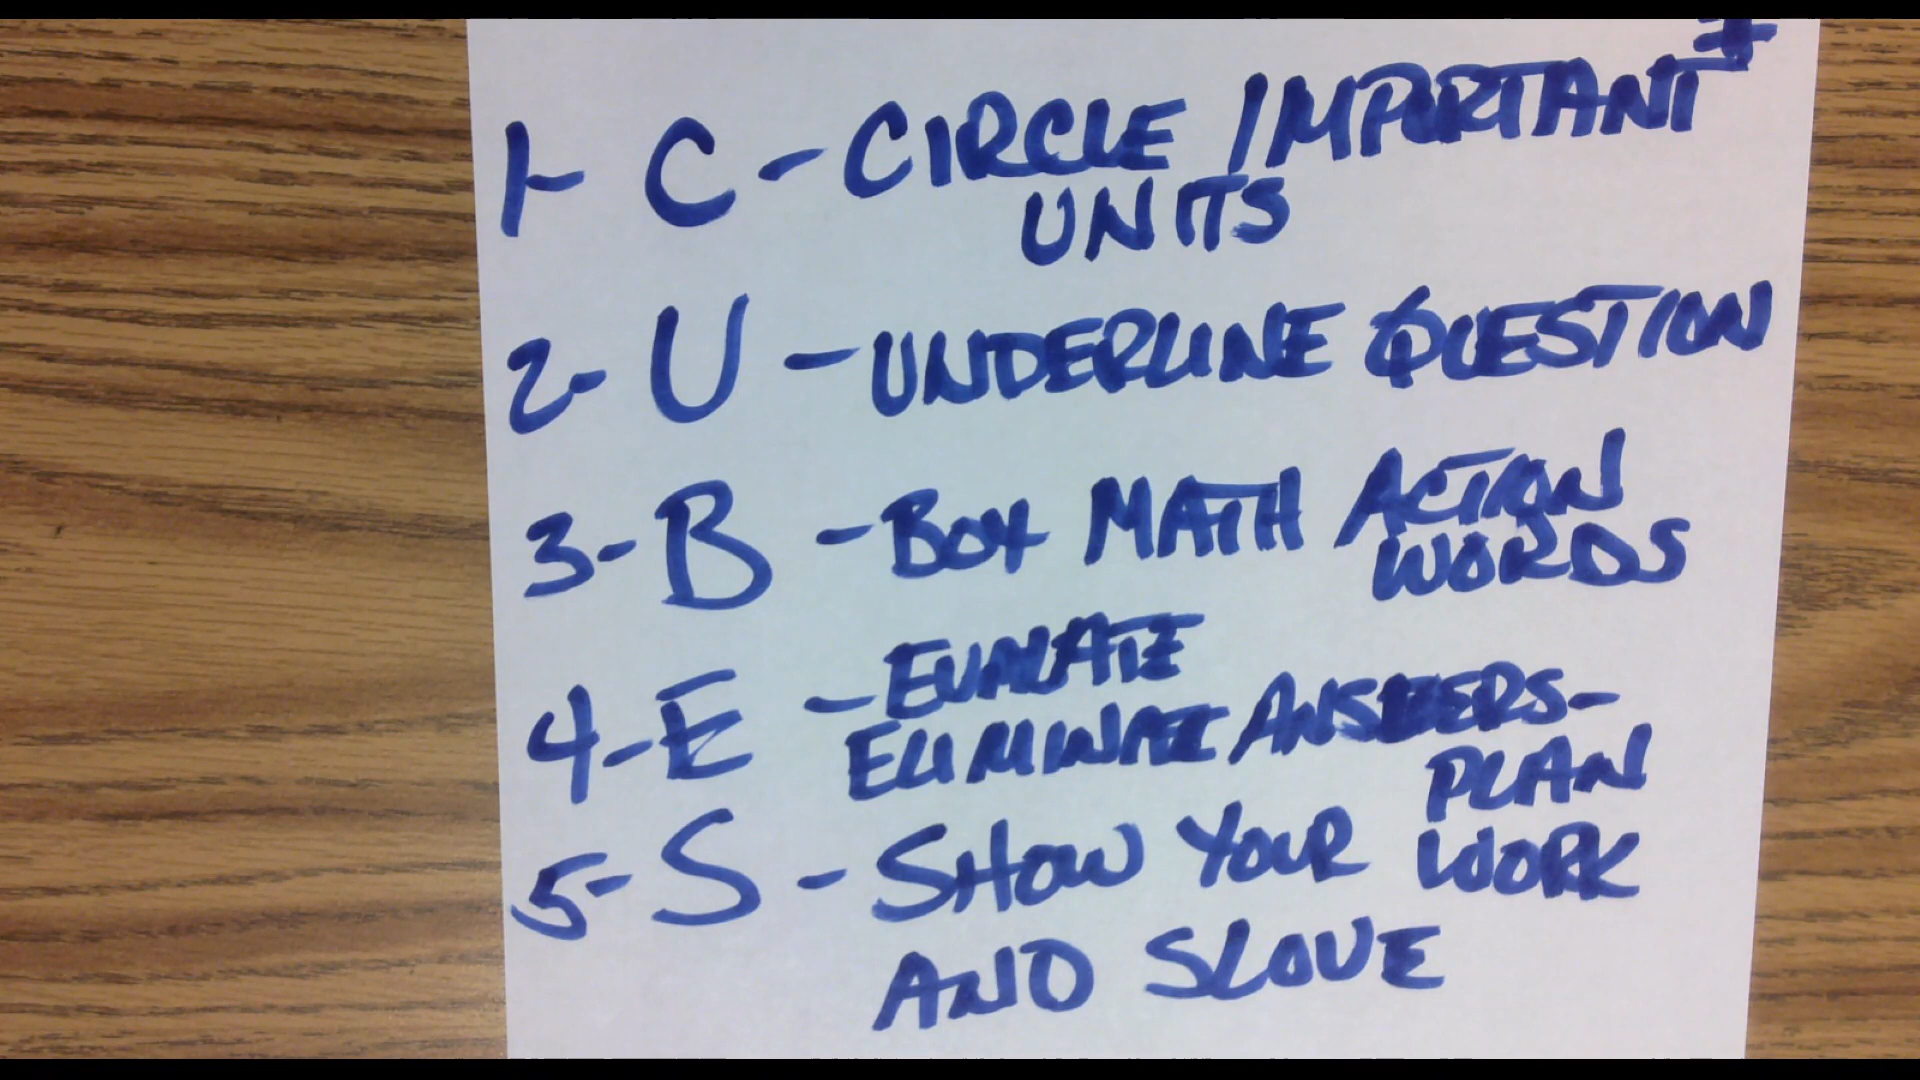 1- C - CIRCLE IMPORTANT #
UNITS
2- U - UNDERLINE QUESTION
3- B - BOX MATH ACTION
WORDS
4- E - EVALATE
ELIMINATE ANSWERS-
PLAN
5- S - SHOW YOUR WORK
AND SLOVE